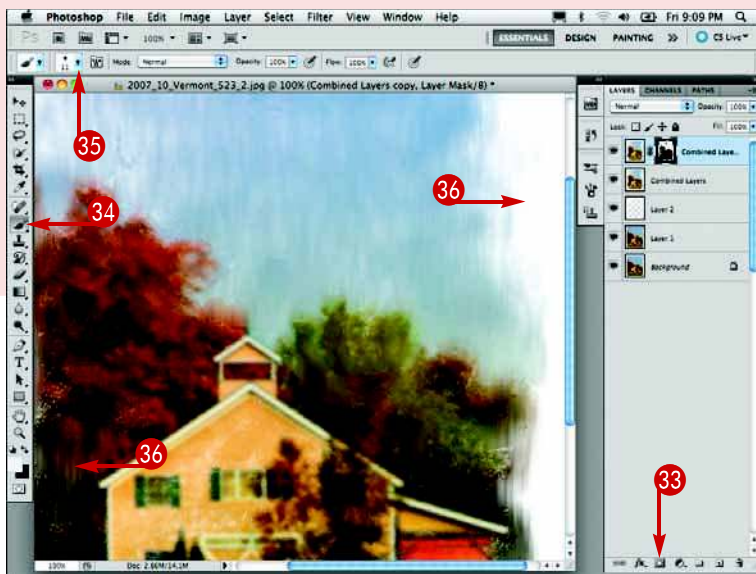 Photoshop File Edit Image Layer Select Filter View Window Help Fri 9:09 PM
Ps 100% ESSENTIALS DESIGN PAINTING >> CS Live
Mode: Normal Opacity: 100% Flow: 100%
2007_10_Vermont_523_2.jpg @ 100% (Combined Layers copy, Layer Mask/8) *
LAYERS CHANNELS PATHS
Normal Opacity: 100%
Lock: Fill: 100%
Combined Laye...
Combined Layers
Layer 2
Layer 1
Background
35
36
34
36
33
T
100% Doc: 2.66M/14.1M
fx